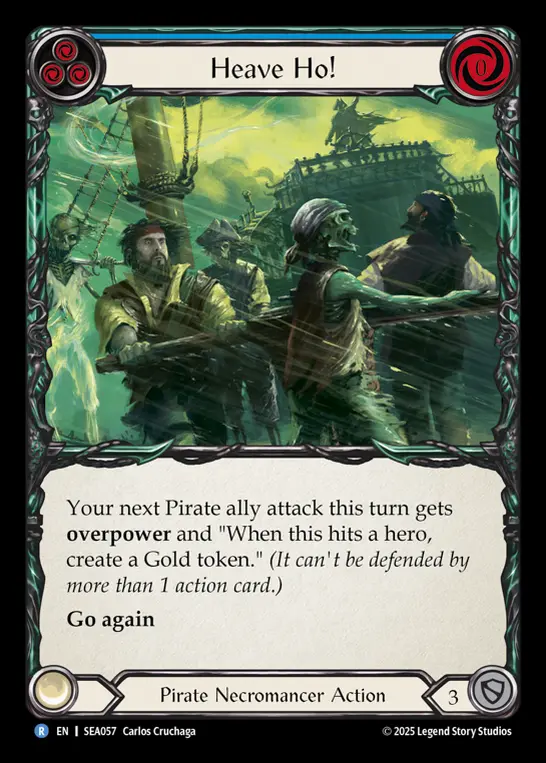 Heave Ho!
0
Your next Pirate ally attack this turn gets
overpower and "When this hits a hero,
create a Gold token." (It can't be defended by
more than 1 action card.)
Go again
Pirate Necromancer Action
3
R EN | SEA057 Carlos Cruchaga
© 2025 Legend Story Studios